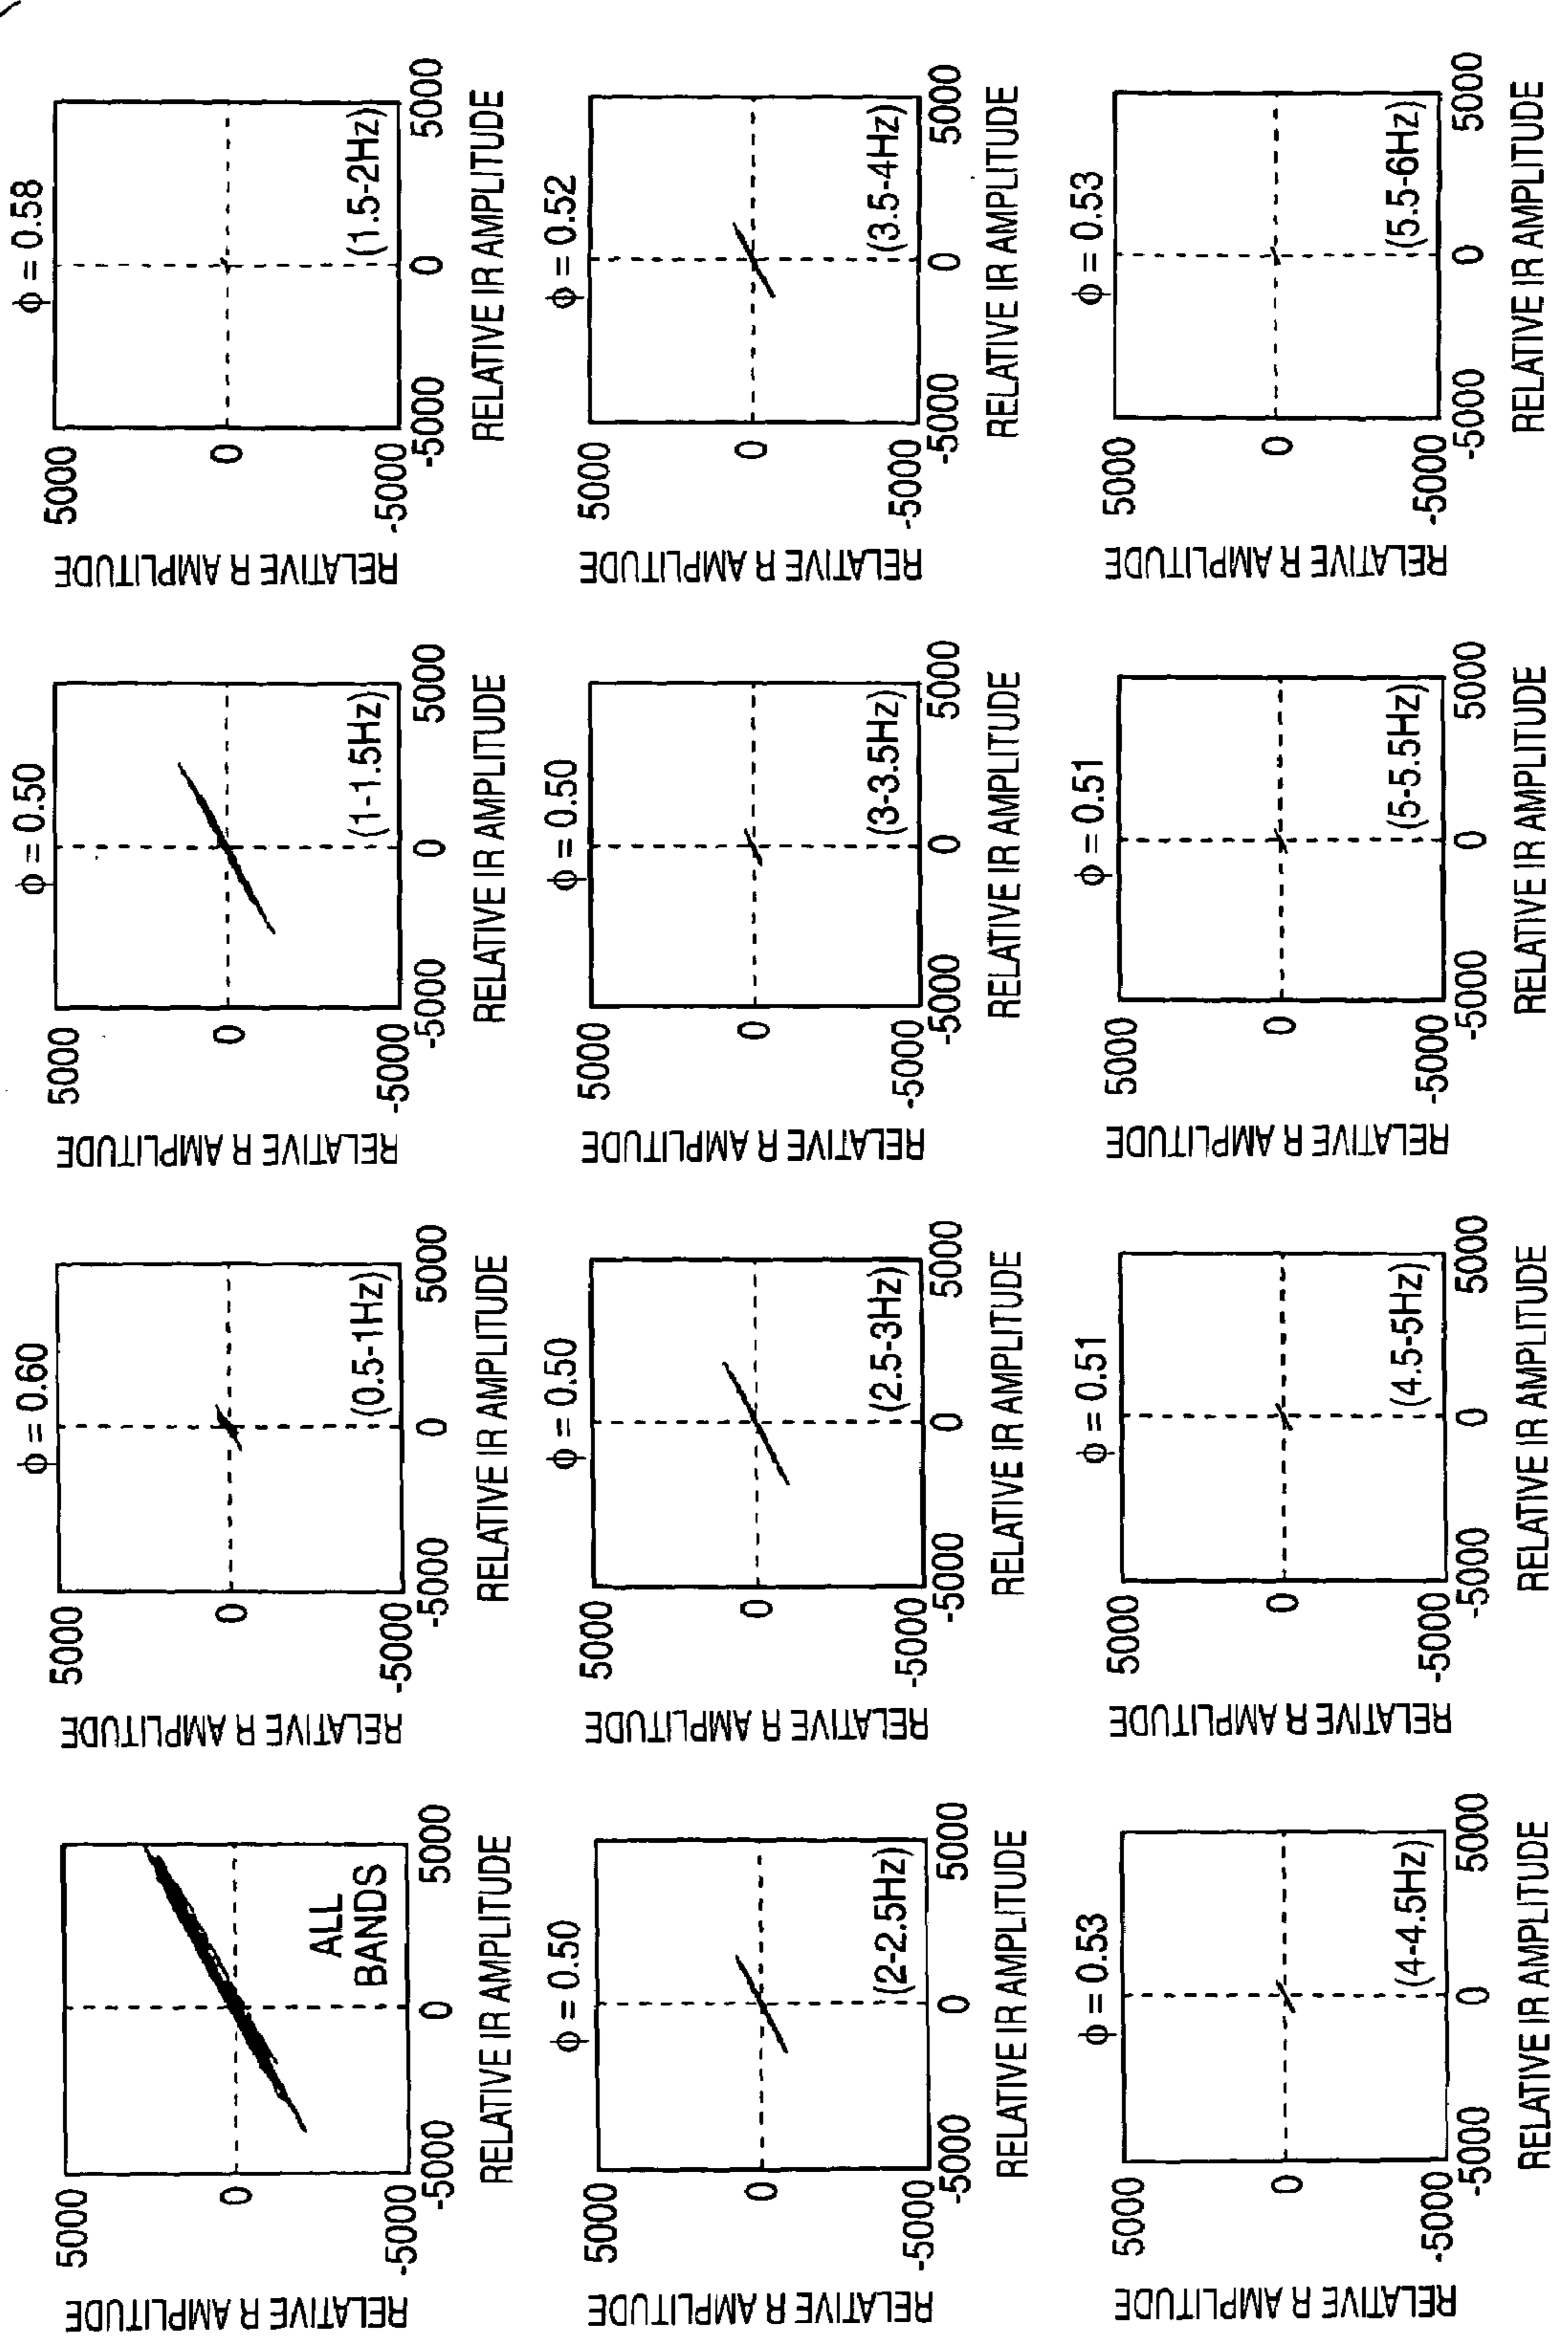 5000
0
-5000
RELATIVE R AMPLITUDE
ALL
BANDS
-5000 0 5000
RELATIVE IR AMPLITUDE
ϕ = 0.60
5000
0
-5000
RELATIVE R AMPLITUDE
(0.5-1Hz)
-5000 0 5000
RELATIVE IR AMPLITUDE
ϕ = 0.50
5000
0
-5000
RELATIVE R AMPLITUDE
(1-1.5Hz)
-5000 0 5000
RELATIVE IR AMPLITUDE
ϕ = 0.58
5000
0
-5000
RELATIVE R AMPLITUDE
(1.5-2Hz)
-5000 0 5000
RELATIVE IR AMPLITUDE
ϕ = 0.50
5000
0
-5000
RELATIVE R AMPLITUDE
(2-2.5Hz)
-5000 0 5000
RELATIVE IR AMPLITUDE
ϕ = 0.50
5000
0
-5000
RELATIVE R AMPLITUDE
(2.5-3Hz)
-5000 0 5000
RELATIVE IR AMPLITUDE
ϕ = 0.50
5000
0
-5000
RELATIVE R AMPLITUDE
(3-3.5Hz)
-5000 0 5000
RELATIVE IR AMPLITUDE
ϕ = 0.52
5000
0
-5000
RELATIVE R AMPLITUDE
(3.5-4Hz)
-5000 0 5000
RELATIVE IR AMPLITUDE
ϕ = 0.53
5000
0
-5000
RELATIVE R AMPLITUDE
(4-4.5Hz)
-5000 0 5000
RELATIVE IR AMPLITUDE
ϕ = 0.51
5000
0
-5000
RELATIVE R AMPLITUDE
(4.5-5Hz)
-5000 0 5000
RELATIVE IR AMPLITUDE
ϕ = 0.51
5000
0
-5000
RELATIVE R AMPLITUDE
(5-5.5Hz)
-5000 0 5000
RELATIVE IR AMPLITUDE
ϕ = 0.53
5000
0
-5000
RELATIVE R AMPLITUDE
(5.5-6Hz)
-5000 0 5000
RELATIVE IR AMPLITUDE